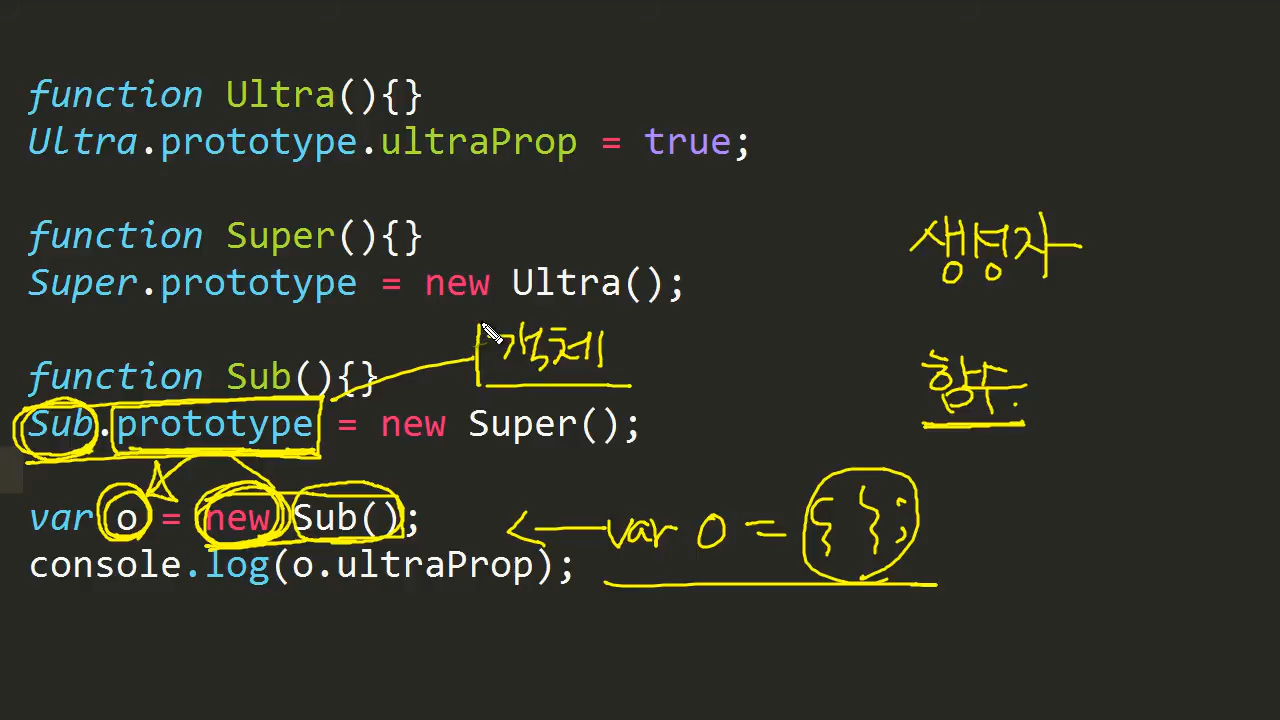 function Ultra(){}
Ultra.prototype.ultraProp = true;
function Super(){}
Super.prototype = new Ultra();
생성자
function Sub(){}
객체
함수.
Sub.prototype = new Super();
var o = new Sub();
var o = { };
console.log(o.ultraProp);